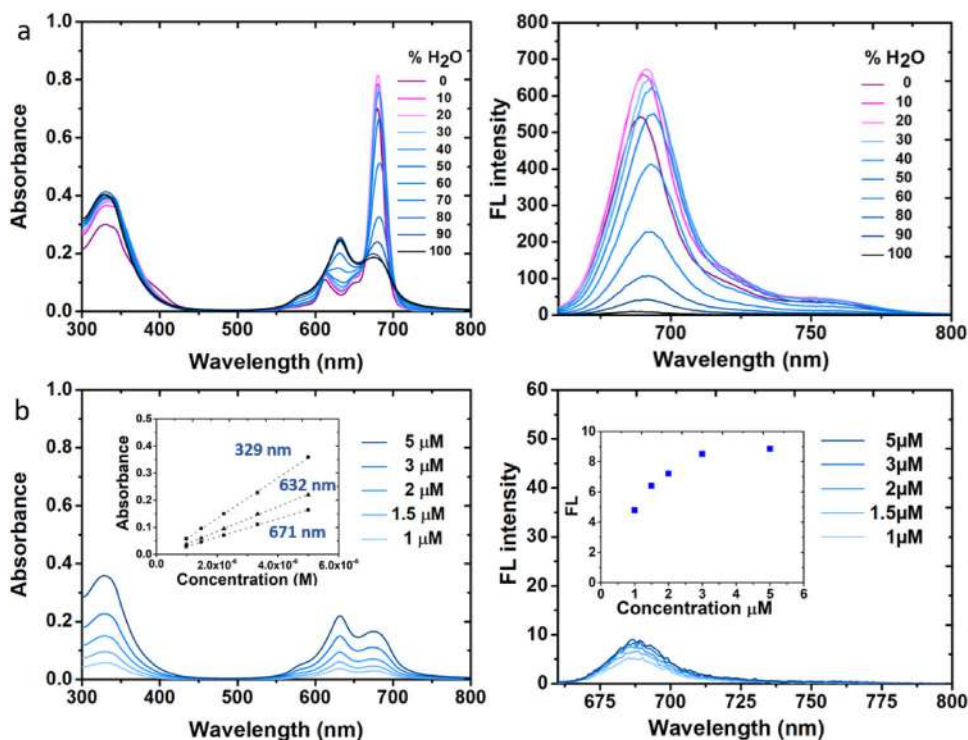 a
1.0
0.8
0.6
0.4
0.2
0.0
Absorbance
300 400 500 600 700 800
Wavelength (nm)
% H2O
0
10
20
30
40
50
60
70
80
90
100
800
700
600
500
400
300
200
100
0
FL intensity
700 750 800
Wavelength (nm)
% H2O
0
10
20
30
40
50
60
80
90
100
b
1.0
0.8
0.6
0.4
0.2
0.0
Absorbance
300 400 500 600 700 800
Wavelength (nm)
0.5
0.4
0.3
0.2
0.1
0.0
Absorbance
329 nm
632 nm
671 nm
2.0x10⁻⁶ 4.0x10⁻⁶ 6.0x10⁻⁶
Concentration (M)
5 µM
3 µM
2 µM
1.5 µM
1 µM
60
50
40
30
20
10
0
FL intensity
675 700 725 750 775 800
Wavelength (nm)
10
8
6
4
2
0
FL
0 1 2 3 4 5 6
Concentration µM
5µM
3µM
2µM
1.5µM
1µM